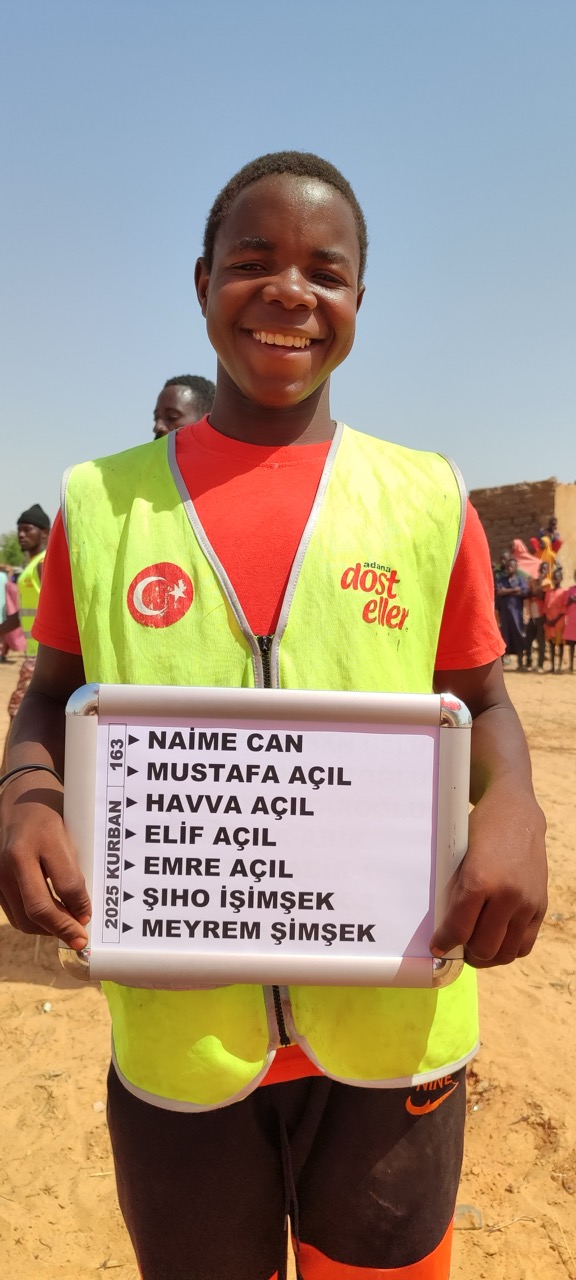 adana
dost
eller
163
2025 KURBAN
NAİME CAN
MUSTAFA AÇIL
HAVVA AÇIL
ELİF AÇIL
EMRE AÇIL
ŞIHO İŞİMŞEK
MEYREM ŞİMŞEK
NINE